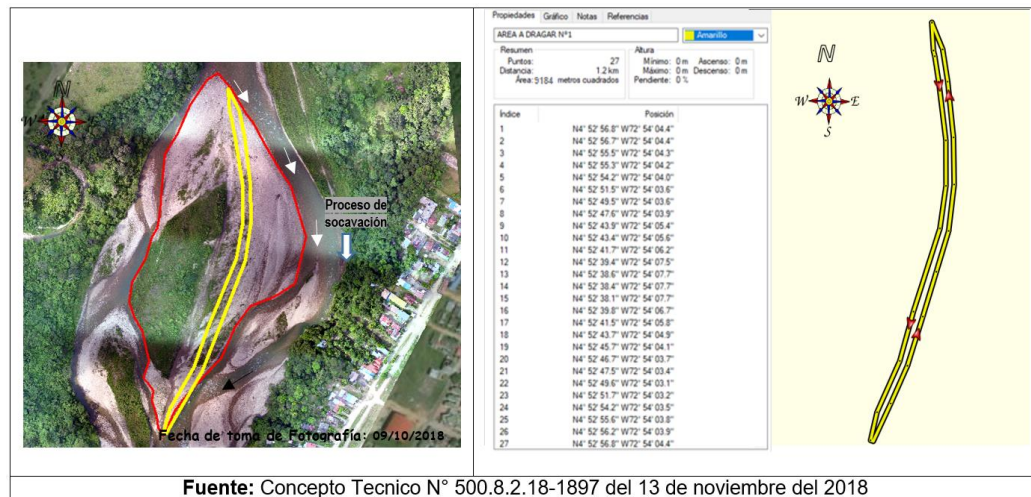 N
W
E
Proceso de
socavación
Fecha de toma de Fotografía: 09/10/2018
Propiedades Gráfico Notas Referencias
AREA A DRAGAR N°1 Amarillo
Resumen Altura
Puntos: 27 Mínimo: 0 m Ascenso: 0 m
Distancia: 1.2 km Máximo: 0 m Descenso: 0 m
Área: 9184 metros cuadrados Pendiente: 0 %
Índice Posición
1 N4° 52' 56.8" W72° 54' 04.4"
2 N4° 52' 56.7" W72° 54' 04.4"
3 N4° 52' 55.5" W72° 54' 04.3"
4 N4° 52' 55.3" W72° 54' 04.2"
5 N4° 52' 54.2" W72° 54' 04.0"
6 N4° 52' 51.5" W72° 54' 03.6"
7 N4° 52' 49.5" W72° 54' 03.6"
8 N4° 52' 47.6" W72° 54' 03.9"
9 N4° 52' 43.9" W72° 54' 05.4"
10 N4° 52' 43.4" W72° 54' 05.6"
11 N4° 52' 41.7" W72° 54' 06.2"
12 N4° 52' 39.4" W72° 54' 07.5"
13 N4° 52' 38.6" W72° 54' 07.7"
14 N4° 52' 38.4" W72° 54' 07.7"
15 N4° 52' 38.1" W72° 54' 07.7"
16 N4° 52' 39.8" W72° 54' 06.7"
17 N4° 52' 41.5" W72° 54' 05.8"
18 N4° 52' 43.7" W72° 54' 04.9"
19 N4° 52' 45.7" W72° 54' 04.1"
20 N4° 52' 46.7" W72° 54' 03.7"
21 N4° 52' 47.5" W72° 54' 03.4"
22 N4° 52' 49.6" W72° 54' 03.1"
23 N4° 52' 51.7" W72° 54' 03.2"
24 N4° 52' 54.2" W72° 54' 03.5"
25 N4° 52' 55.6" W72° 54' 03.8"
26 N4° 52' 56.2" W72° 54' 03.9"
27 N4° 52' 56.8" W72° 54' 04.4"
N
W
E
S
Fuente: Concepto Tecnico N° 500.8.2.18-1897 del 13 de noviembre del 2018